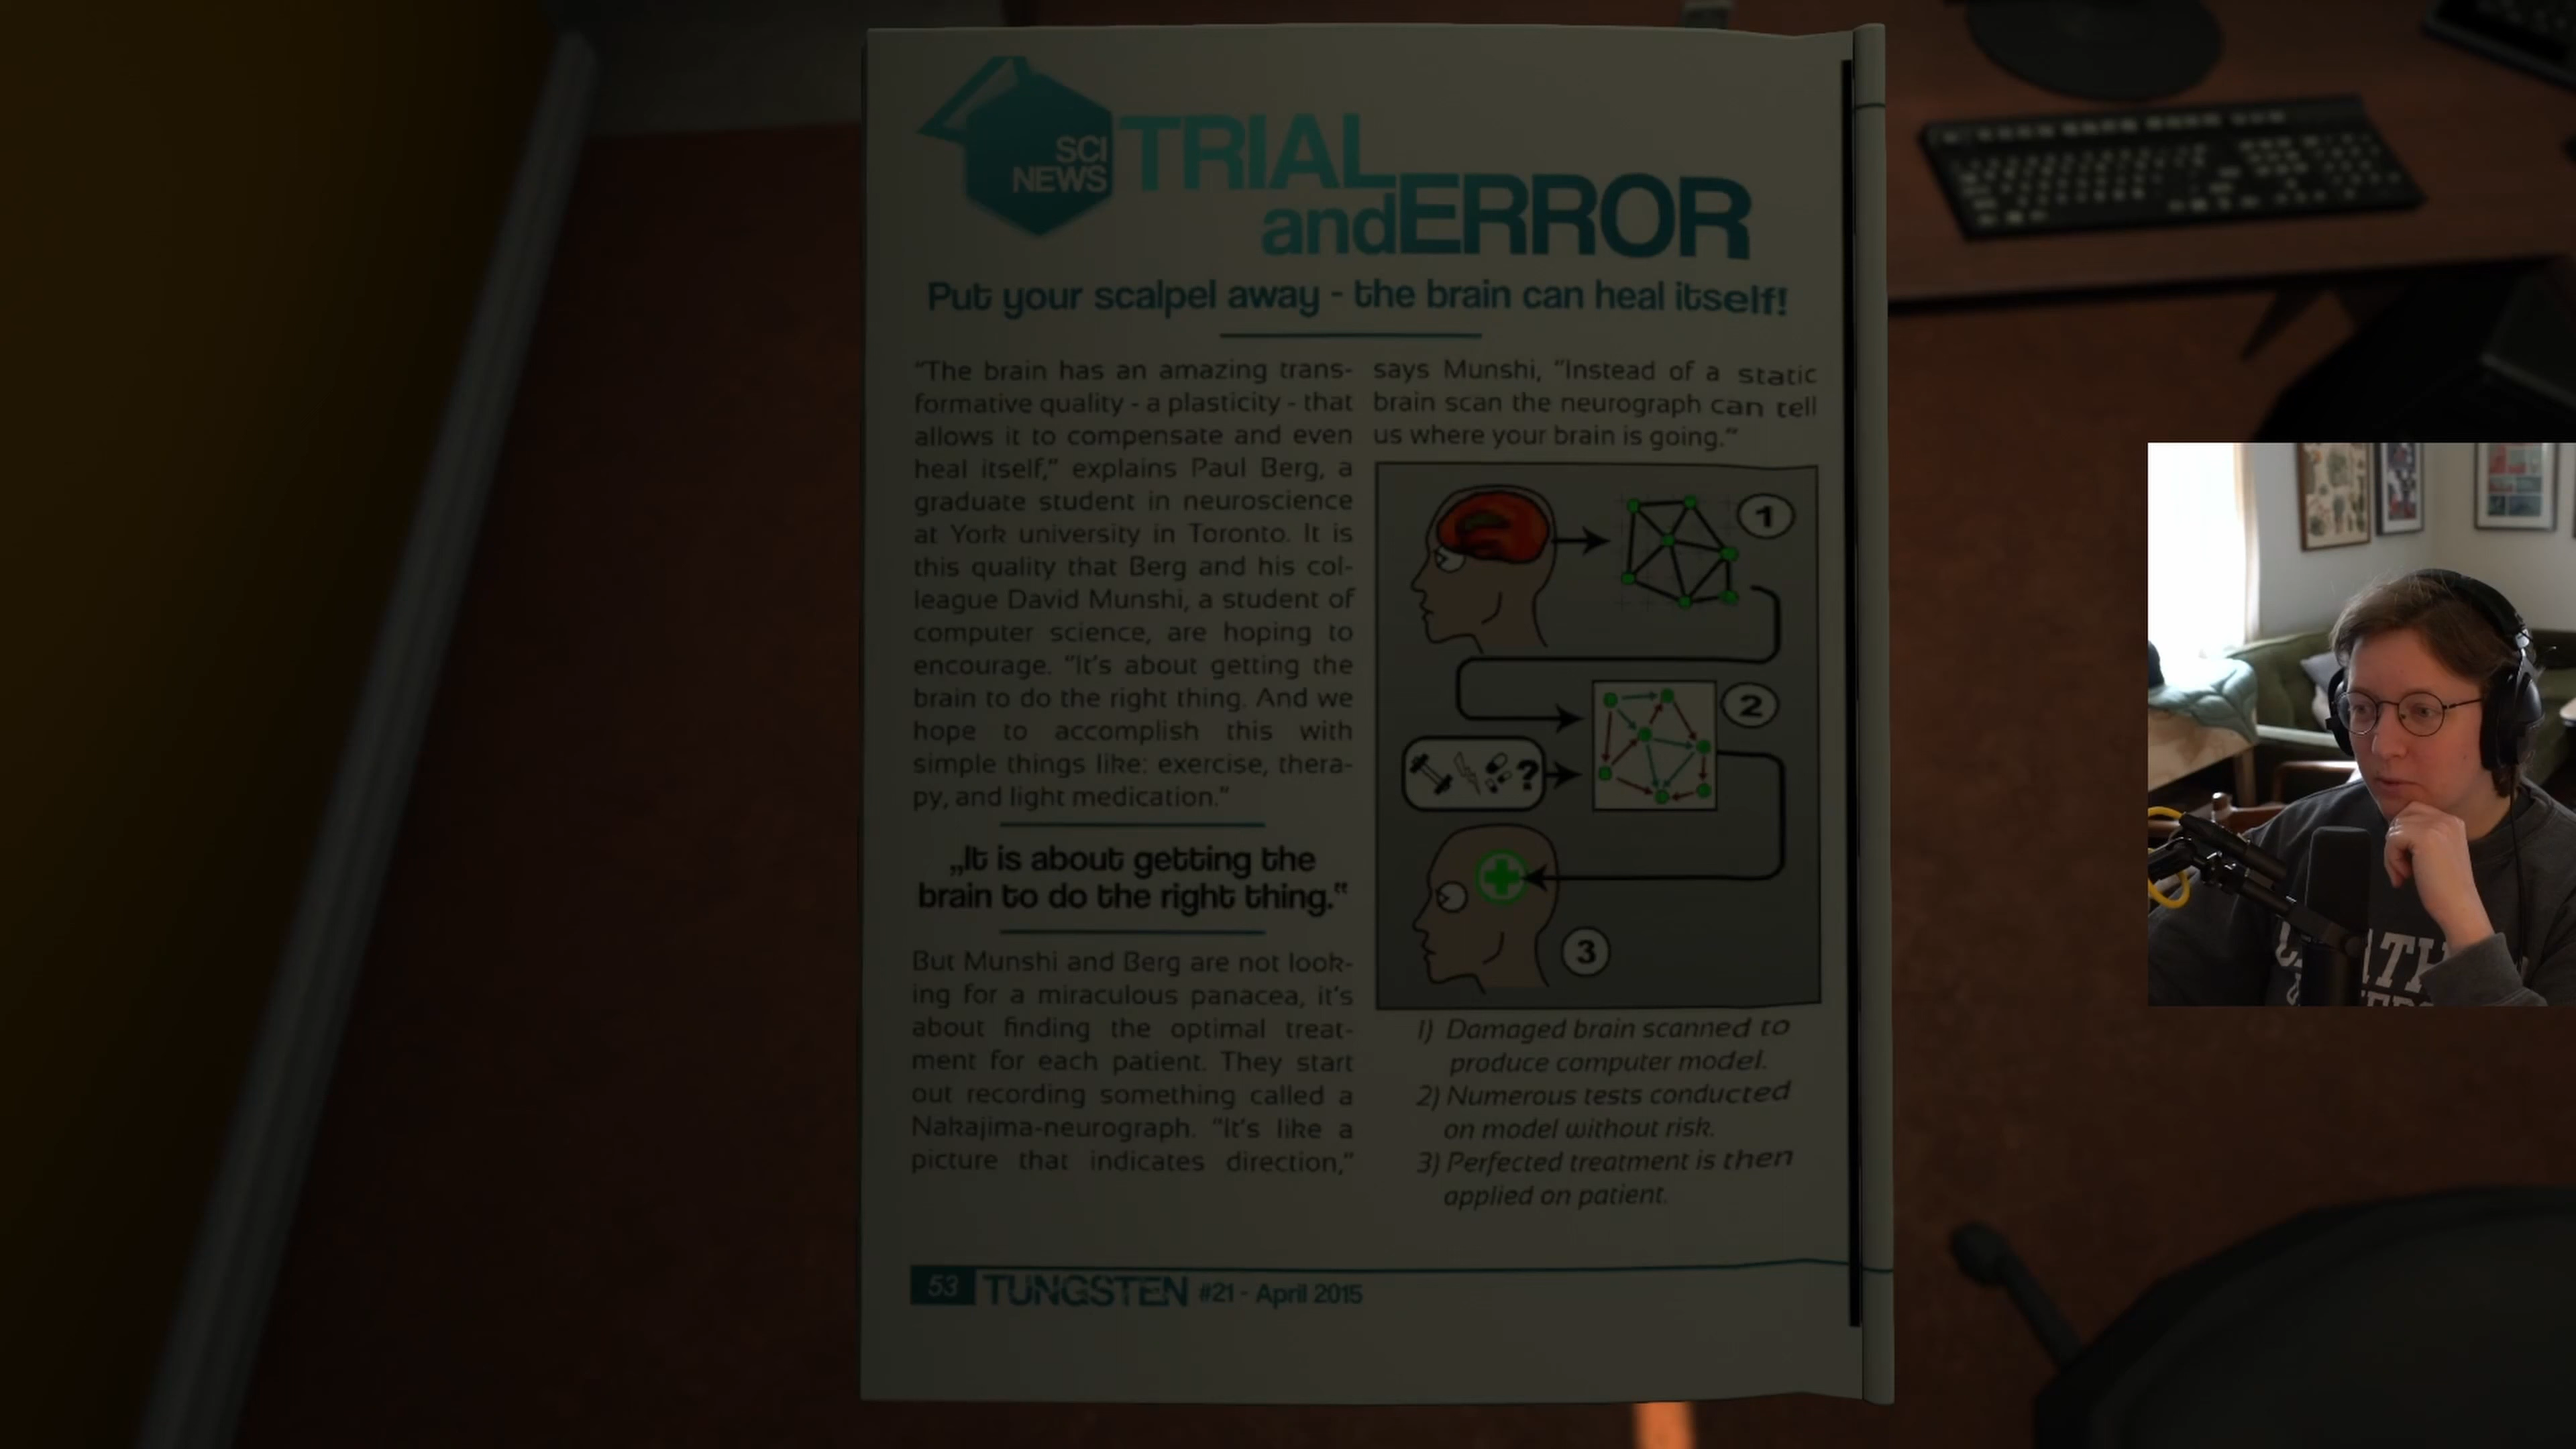 SCI
NEWS
TRIAL
andERROR
Put your scalpel away - the brain can heal itself!
"The brain has an amazing trans-
formative quality - a plasticity - that
allows it to compensate and even
heal itself," explains Paul Berg, a
graduate student in neuroscience
at York university in Toronto. It is
this quality that Berg and his col-
league David Munshi, a student of
computer science, are hoping to
encourage. "It's about getting the
brain to do the right thing. And we
hope to accomplish this with
simple things like: exercise, thera-
py, and light medication."
„It is about getting the
brain to do the right thing."
But Munshi and Berg are not look-
ing for a miraculous panacea, it's
about finding the optimal treat-
ment for each patient. They start
out recording something called a
Nakajima-neurograph. "It's like a
picture that indicates direction,"
says Munshi, "Instead of a static
brain scan the neurograph can tell
us where your brain is going."
1
2
?
3
1) Damaged brain scanned to
produce computer model.
2) Numerous tests conducted
on model without risk.
3) Perfected treatment is then
applied on patient.
53 TUNGSTEN #21 - April 2015